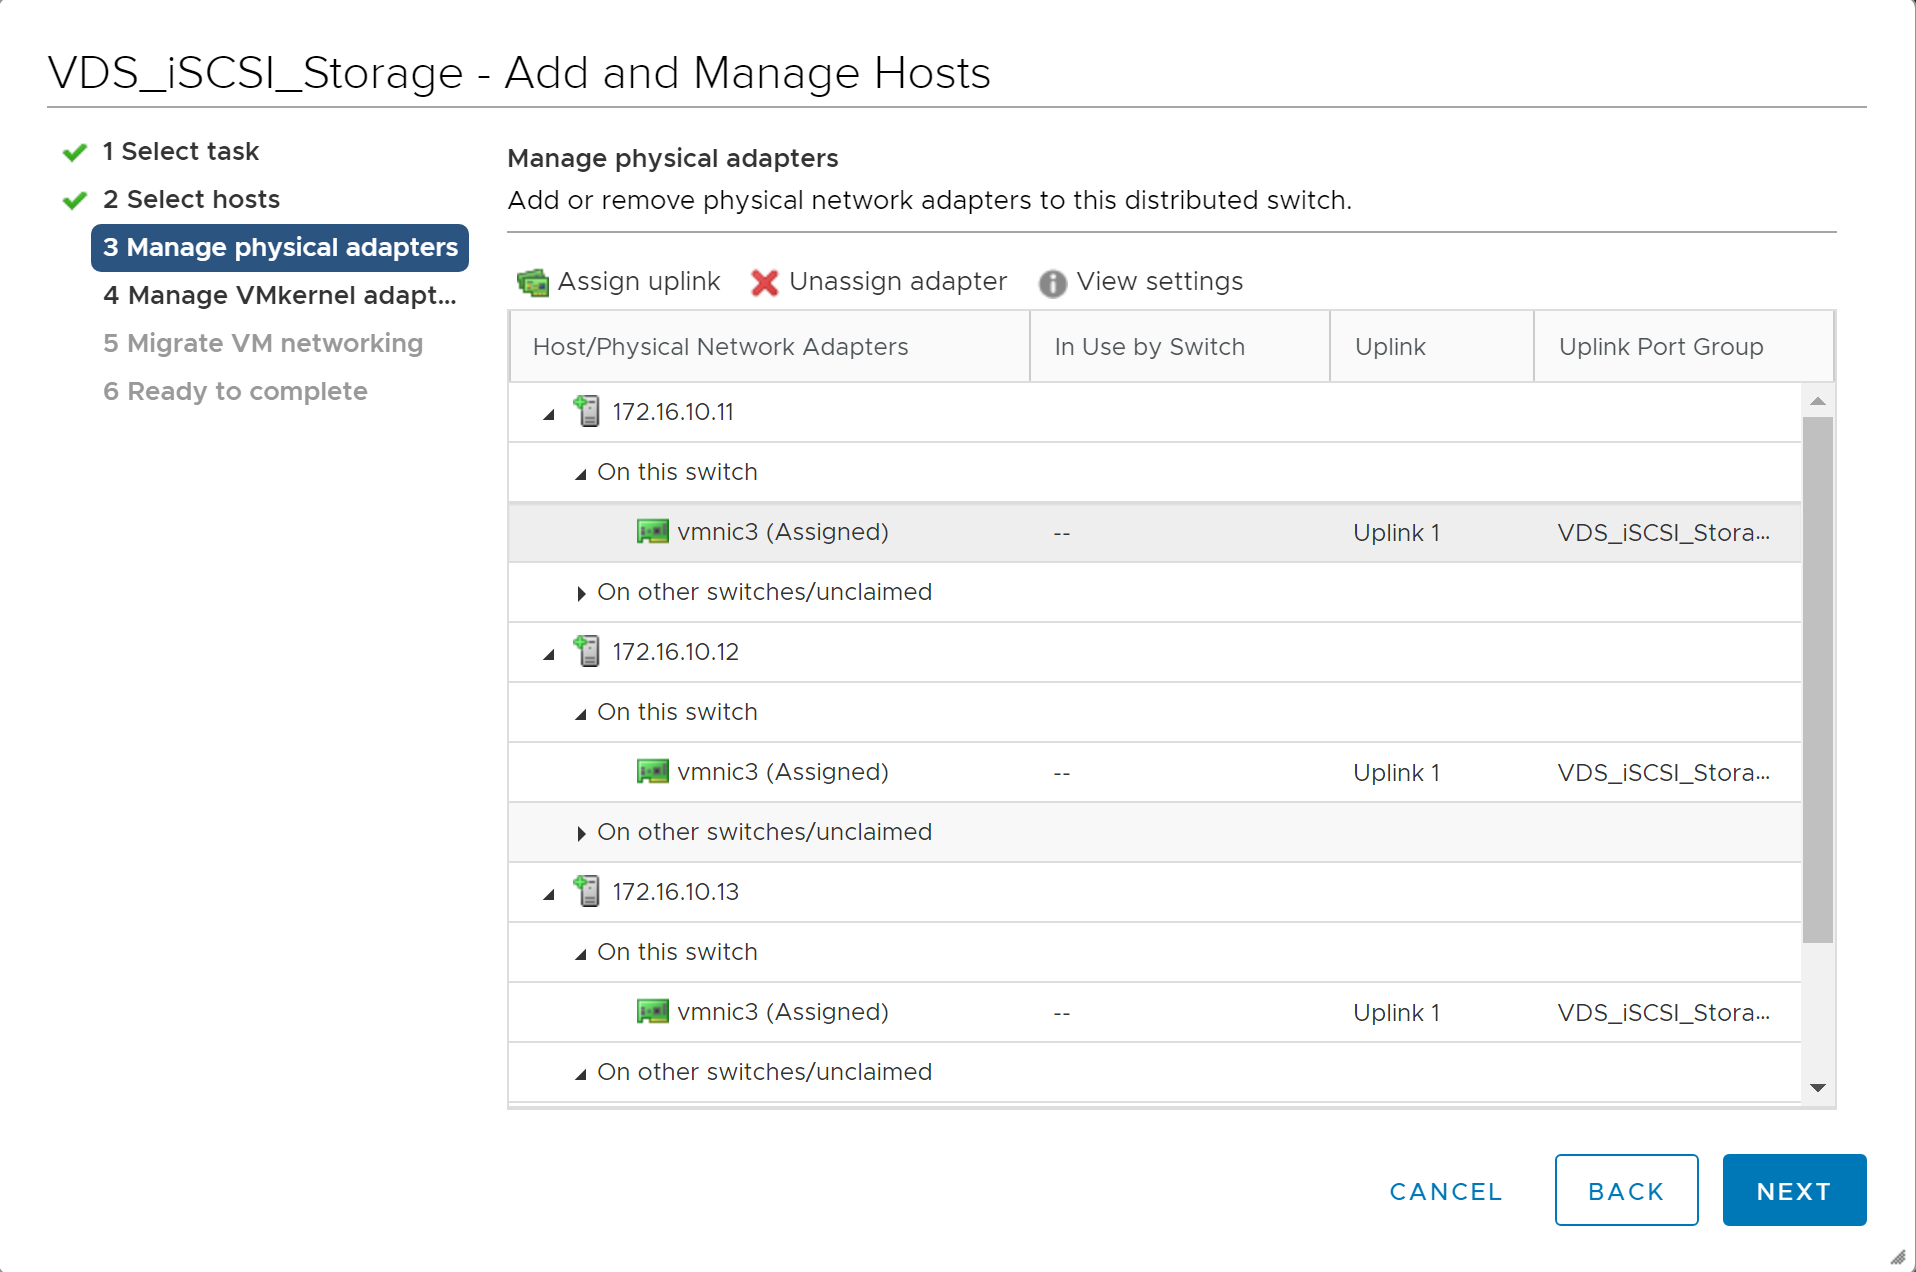 VDS_iSCSI_Storage - Add and Manage Hosts
1 Select task
2 Select hosts
3 Manage physical adapters
4 Manage VMkernel adapt...
5 Migrate VM networking
6 Ready to complete
Manage physical adapters
Add or remove physical network adapters to this distributed switch.
Assign uplink Unassign adapter View settings
Host/Physical Network Adapters In Use by Switch Uplink Uplink Port Group
172.16.10.11
On this switch
vmnic3 (Assigned) -- Uplink 1 VDS_iSCSI_Stora...
On other switches/unclaimed
172.16.10.12
On this switch
vmnic3 (Assigned) -- Uplink 1 VDS_iSCSI_Stora...
On other switches/unclaimed
172.16.10.13
On this switch
vmnic3 (Assigned) -- Uplink 1 VDS_iSCSI_Stora...
On other switches/unclaimed
CANCEL BACK NEXT